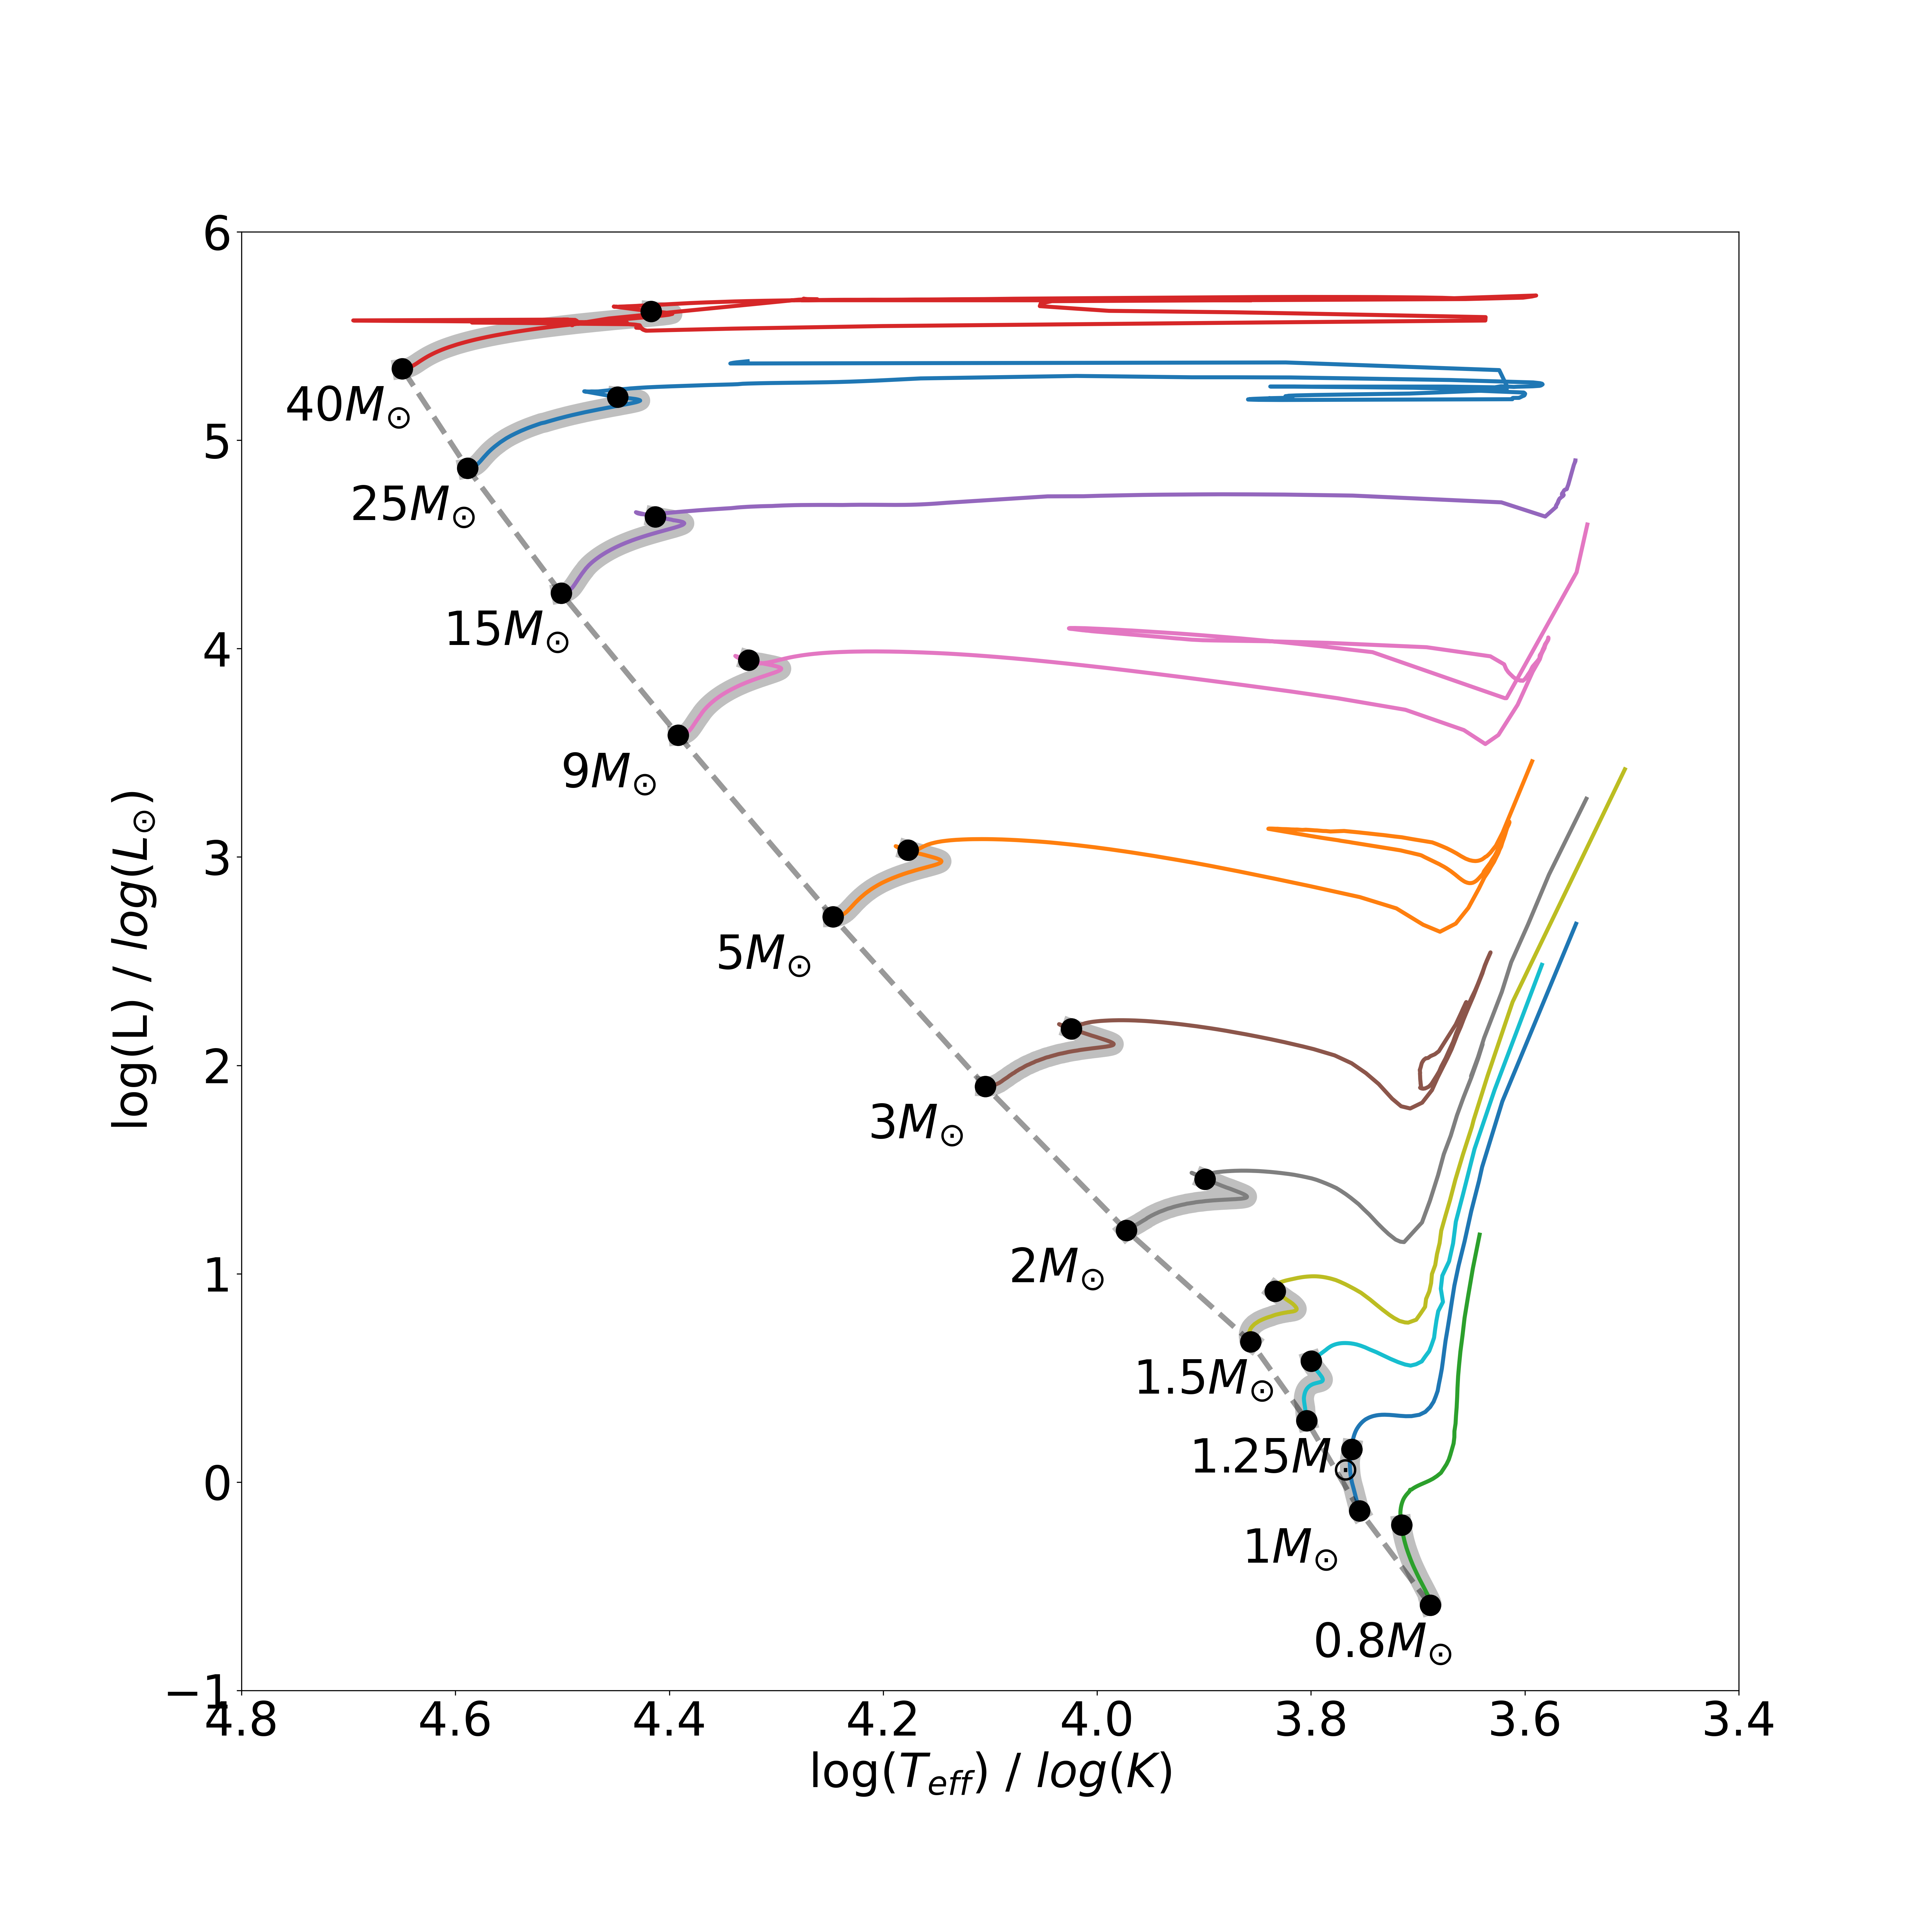 6
40M⊙
5
25M⊙
15M⊙
4
9M⊙
3
5M⊙
log(L) / log(L⊙)
2
3M⊙
2M⊙
1
1.5M⊙
1.25M⊙
0
1M⊙
0.8M⊙
−1
4.8 4.6 4.4 4.2 4.0 3.8 3.6 3.4
log(Teff) / log(K)